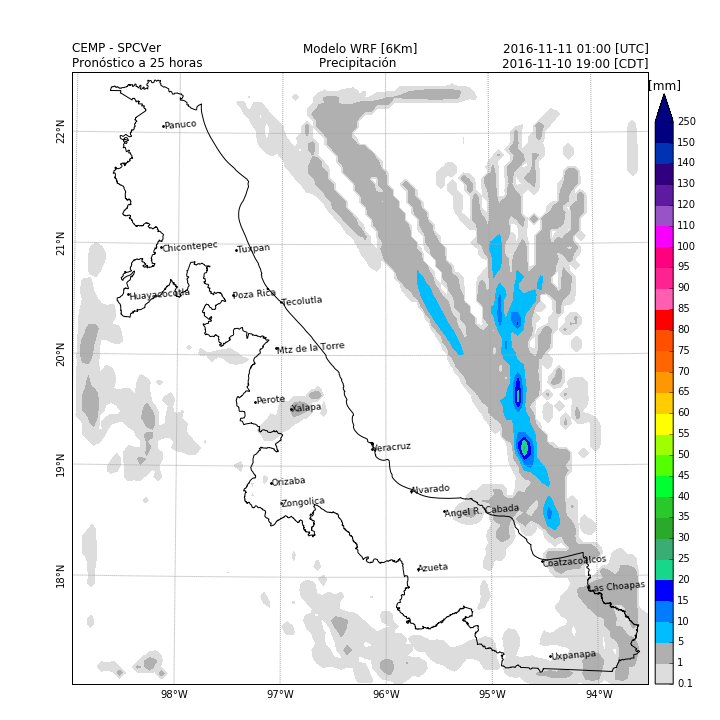 CEMP - SPCVer Modelo WRF [6Km] 2016-11-11 01:00 [UTC]
Pronóstico a 25 horas Precipitación 2016-11-10 19:00 [CDT]
[mm]
250
150
140
130
120
110
100
95
90
85
80
75
70
65
60
55
50
45
40
35
30
25
20
15
10
5
1
0.1
22°N
21°N
20°N
19°N
18°N
Panuco
Chicontepec
Tuxpan
Huayacocotla
Poza Rica
Tecolutla
Mtz de la Torre
Perote
Xalapa
Veracruz
Orizaba
Alvarado
Zongolica
Angel R. Cabada
Azueta
Coatzacoalcos
Las Choapas
Uxpanapa
98°W 97°W 96°W 95°W 94°W